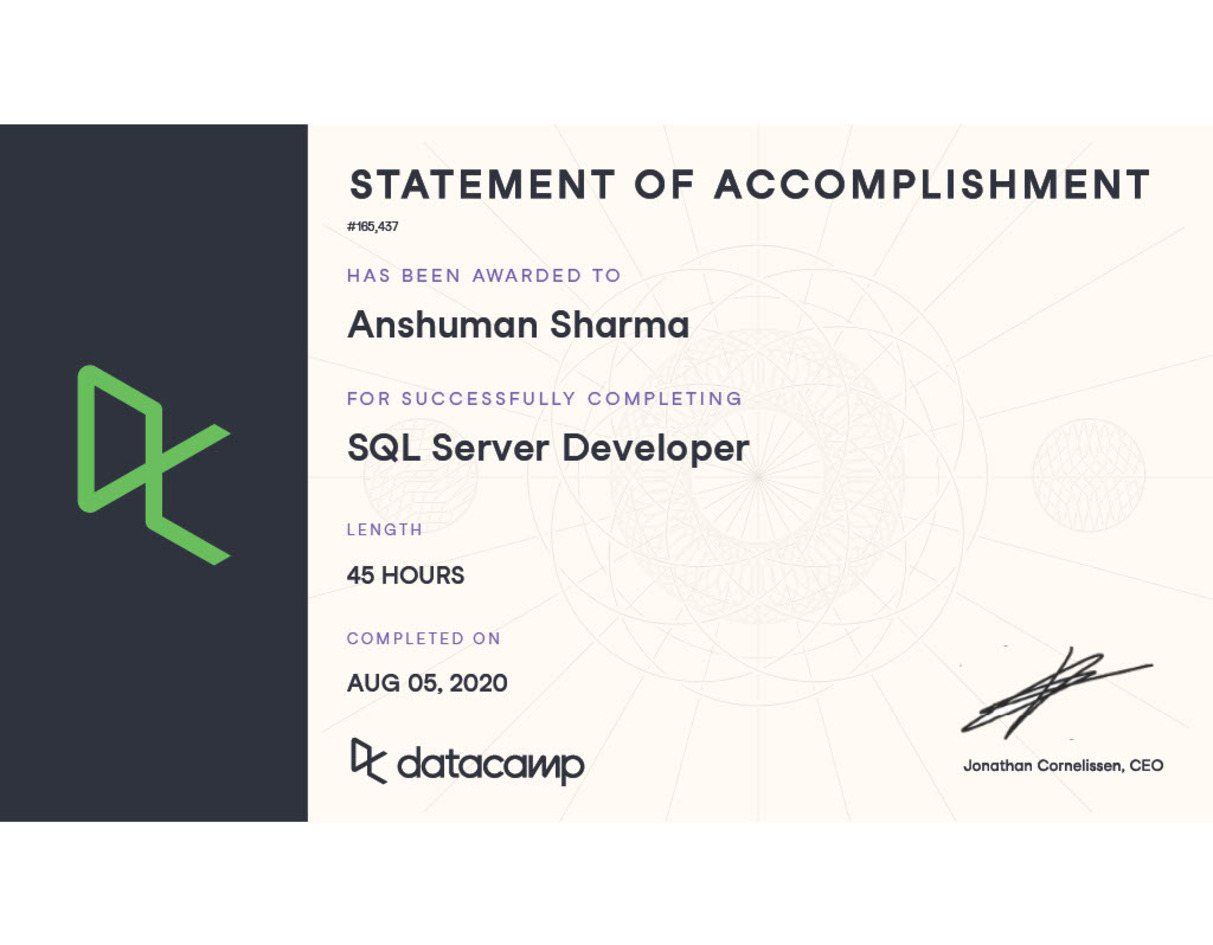 STATEMENT OF ACCOMPLISHMENT
#165,437
HAS BEEN AWARDED TO
Anshuman Sharma
FOR SUCCESSFULLY COMPLETING
SQL Server Developer
LENGTH
45 HOURS
COMPLETED ON
AUG 05, 2020
datacamp
Jonathan Cornelissen, CEO